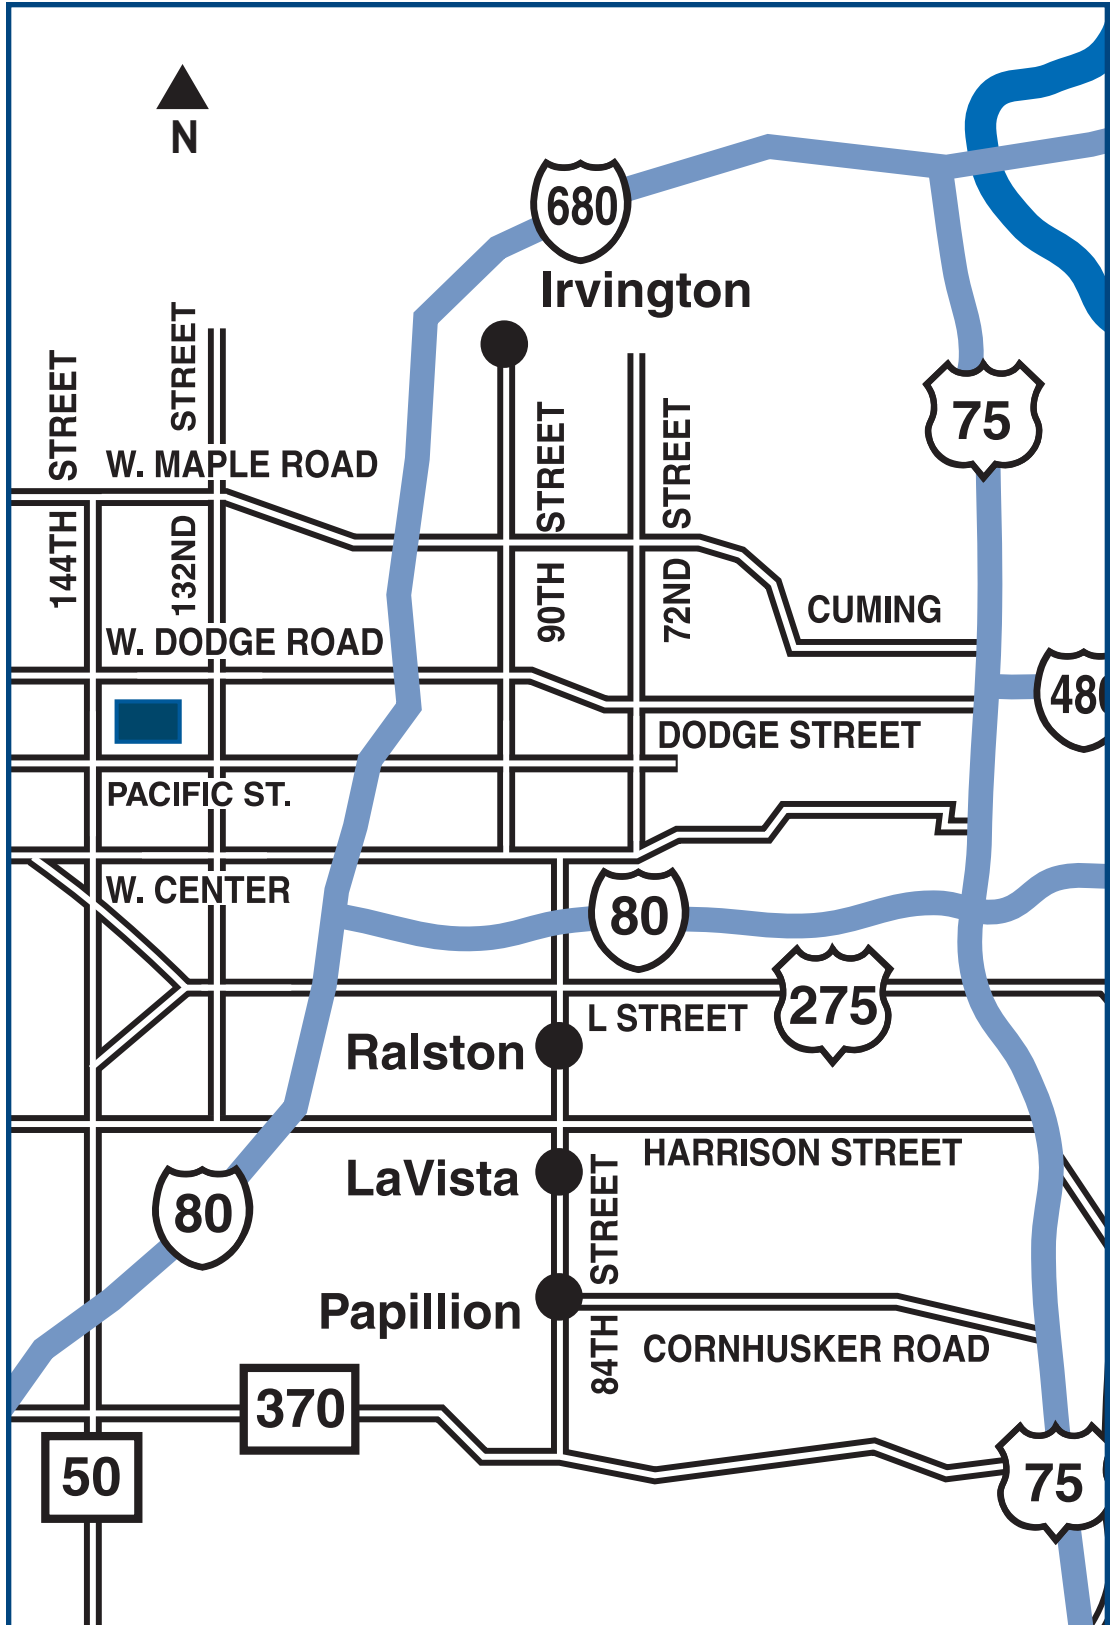 N
680
Irvington
144TH STREET
132ND STREET
90TH STREET
72ND STREET
75
W. MAPLE ROAD
CUMING
W. DODGE ROAD
480
DODGE STREET
PACIFIC ST.
W. CENTER
80
275
L STREET
Ralston
HARRISON STREET
LaVista
80
84TH STREET
Papillion
CORNHUSKER ROAD
370
50
75